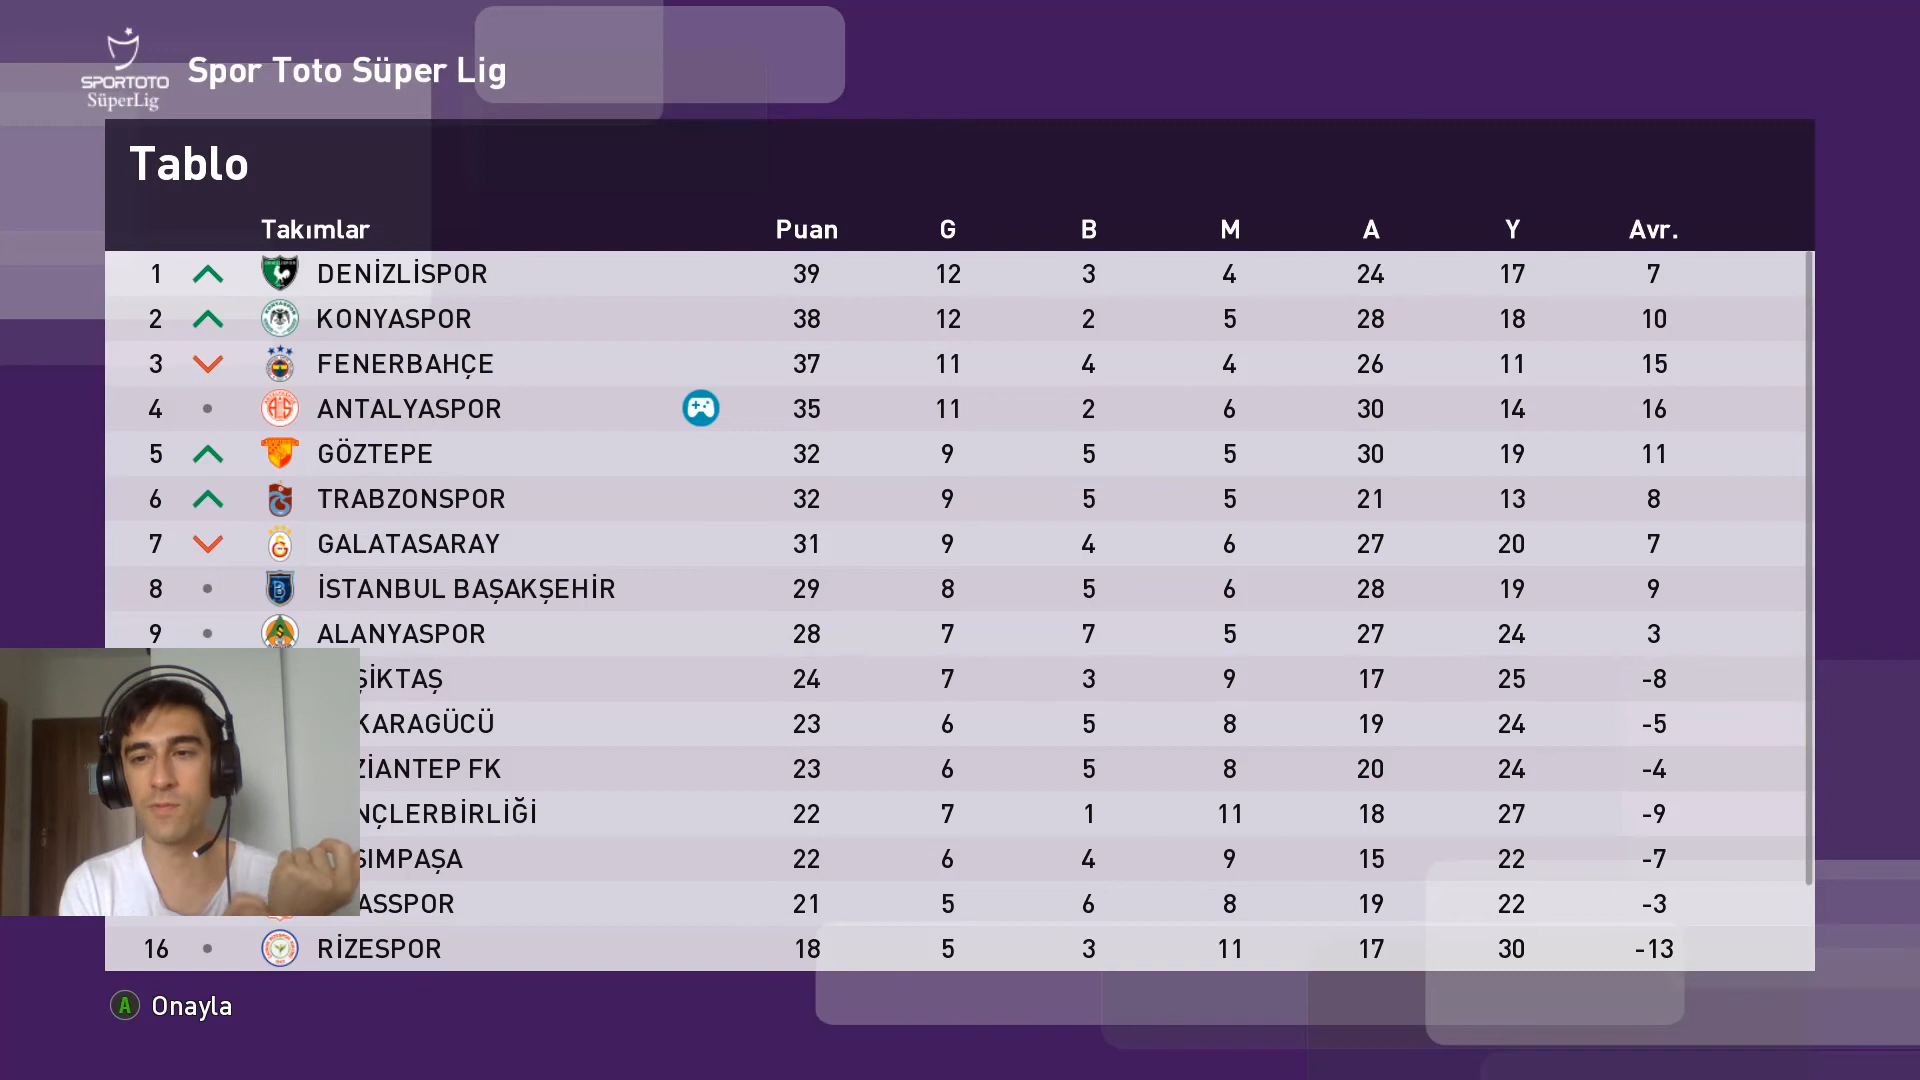 SPORTOTO
SüperLig
Spor Toto Süper Lig
Tablo
Takımlar Puan G B M A Y Avr.
1 DENİZLİSPOR 39 12 3 4 24 17 7
2 KONYASPOR 38 12 2 5 28 18 10
3 FENERBAHÇE 37 11 4 4 26 11 15
4 ANTALYASPOR 35 11 2 6 30 14 16
5 GÖZTEPE 32 9 5 5 30 19 11
6 TRABZONSPOR 32 9 5 5 21 13 8
7 GALATASARAY 31 9 4 6 27 20 7
8 İSTANBUL BAŞAKŞEHİR 29 8 5 6 28 19 9
9 ALANYASPOR 28 7 7 5 27 24 3
ŞİKTAŞ 24 7 3 9 17 25 -8
KARAGÜCÜ 23 6 5 8 19 24 -5
ZİANTEP FK 23 6 5 8 20 24 -4
NÇLERBİRLİĞİ 22 7 1 11 18 27 -9
SIMPAŞA 22 6 4 9 15 22 -7
ASSPOR 21 5 6 8 19 22 -3
16 RİZESPOR 18 5 3 11 17 30 -13
A Onayla